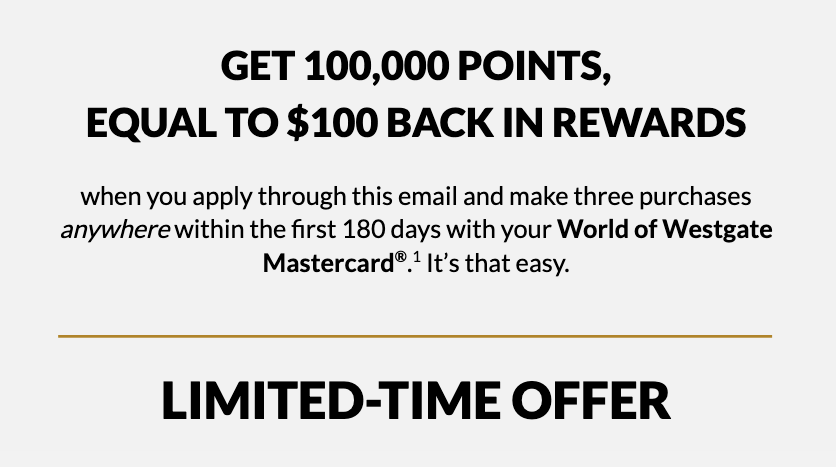 GET 100,000 POINTS,
EQUAL TO $100 BACK IN REWARDS
when you apply through this email and make three purchases
anywhere within the first 180 days with your World of Westgate
Mastercard®.¹ It’s that easy.
LIMITED-TIME OFFER